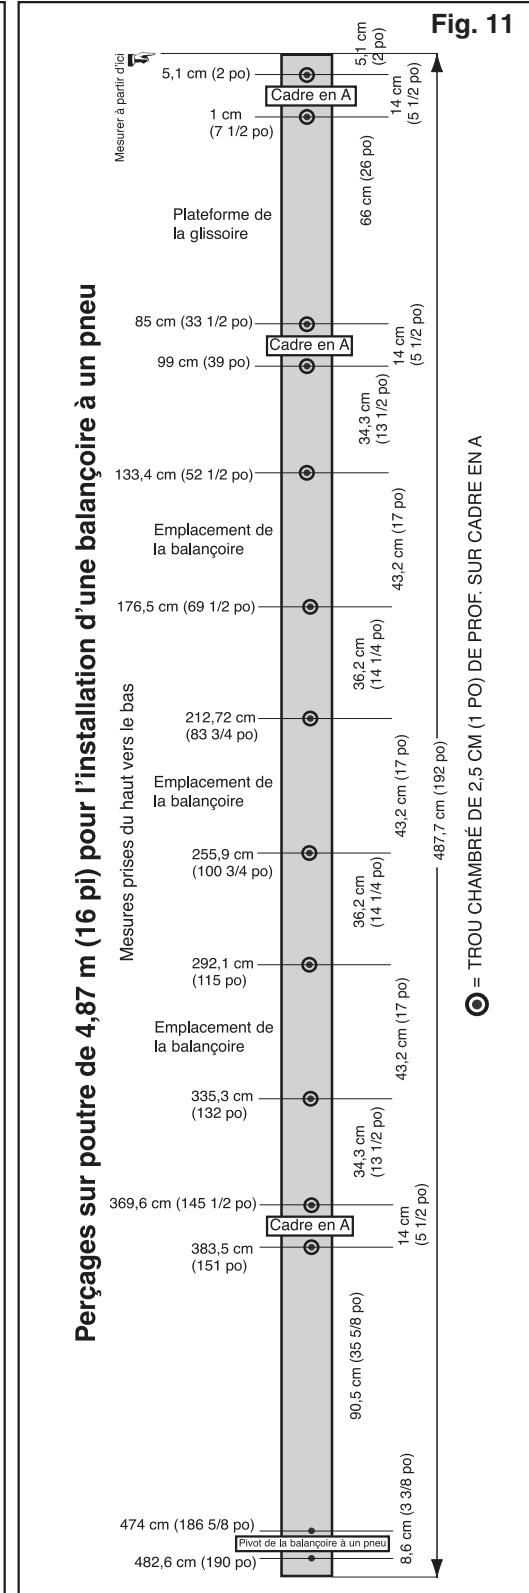 Fig. 11
Perçages sur poutre de 4,87 m (16 pi) pour l'installation d'une balançoire à un pneu
Mesures prises du haut vers le bas
Mesurer à partir d'ici
5,1 cm
(2 po)
5,1 cm (2 po)
Cadre en A
14 cm
(5 1/2 po)
1 cm
(7 1/2 po)
66 cm (26 po)
Plateforme de
la glissoire
85 cm (33 1/2 po)
Cadre en A
14 cm
(5 1/2 po)
99 cm (39 po)
34,3 cm
(13 1/2 po)
133,4 cm (52 1/2 po)
Emplacement de
la balançoire
43,2 cm (17 po)
176,5 cm (69 1/2 po)
36,2 cm
(14 1/4 po)
212,72 cm
(83 3/4 po)
Emplacement de
la balançoire
43,2 cm (17 po)
487,7 cm (192 po)
255,9 cm
(100 3/4 po)
36,2 cm
(14 1/4 po)
292,1 cm
(115 po)
Emplacement de
la balançoire
43,2 cm (17 po)
335,3 cm
(132 po)
34,3 cm
(13 1/2 po)
369,6 cm (145 1/2 po)
Cadre en A
14 cm
(5 1/2 po)
383,5 cm
(151 po)
90,5 cm (35 5/8 po)
474 cm (186 5/8 po)
Pivot de la balançoire à un pneu
8,6 cm (3 3/8 po)
482,6 cm (190 po)
= TROU CHAMBRÉ DE 2,5 CM (1 PO) DE PROF. SUR CADRE EN A